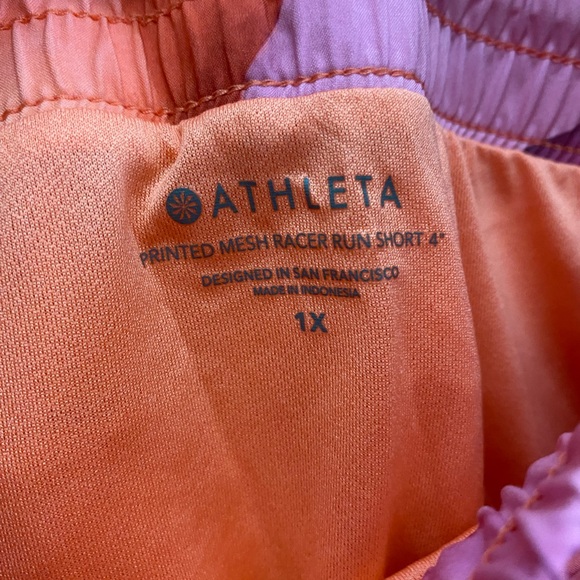 ATHLETA
PRINTED MESH RACER RUN SHORT 4"
DESIGNED IN SAN FRANCISCO
MADE IN INDONESIA
1X